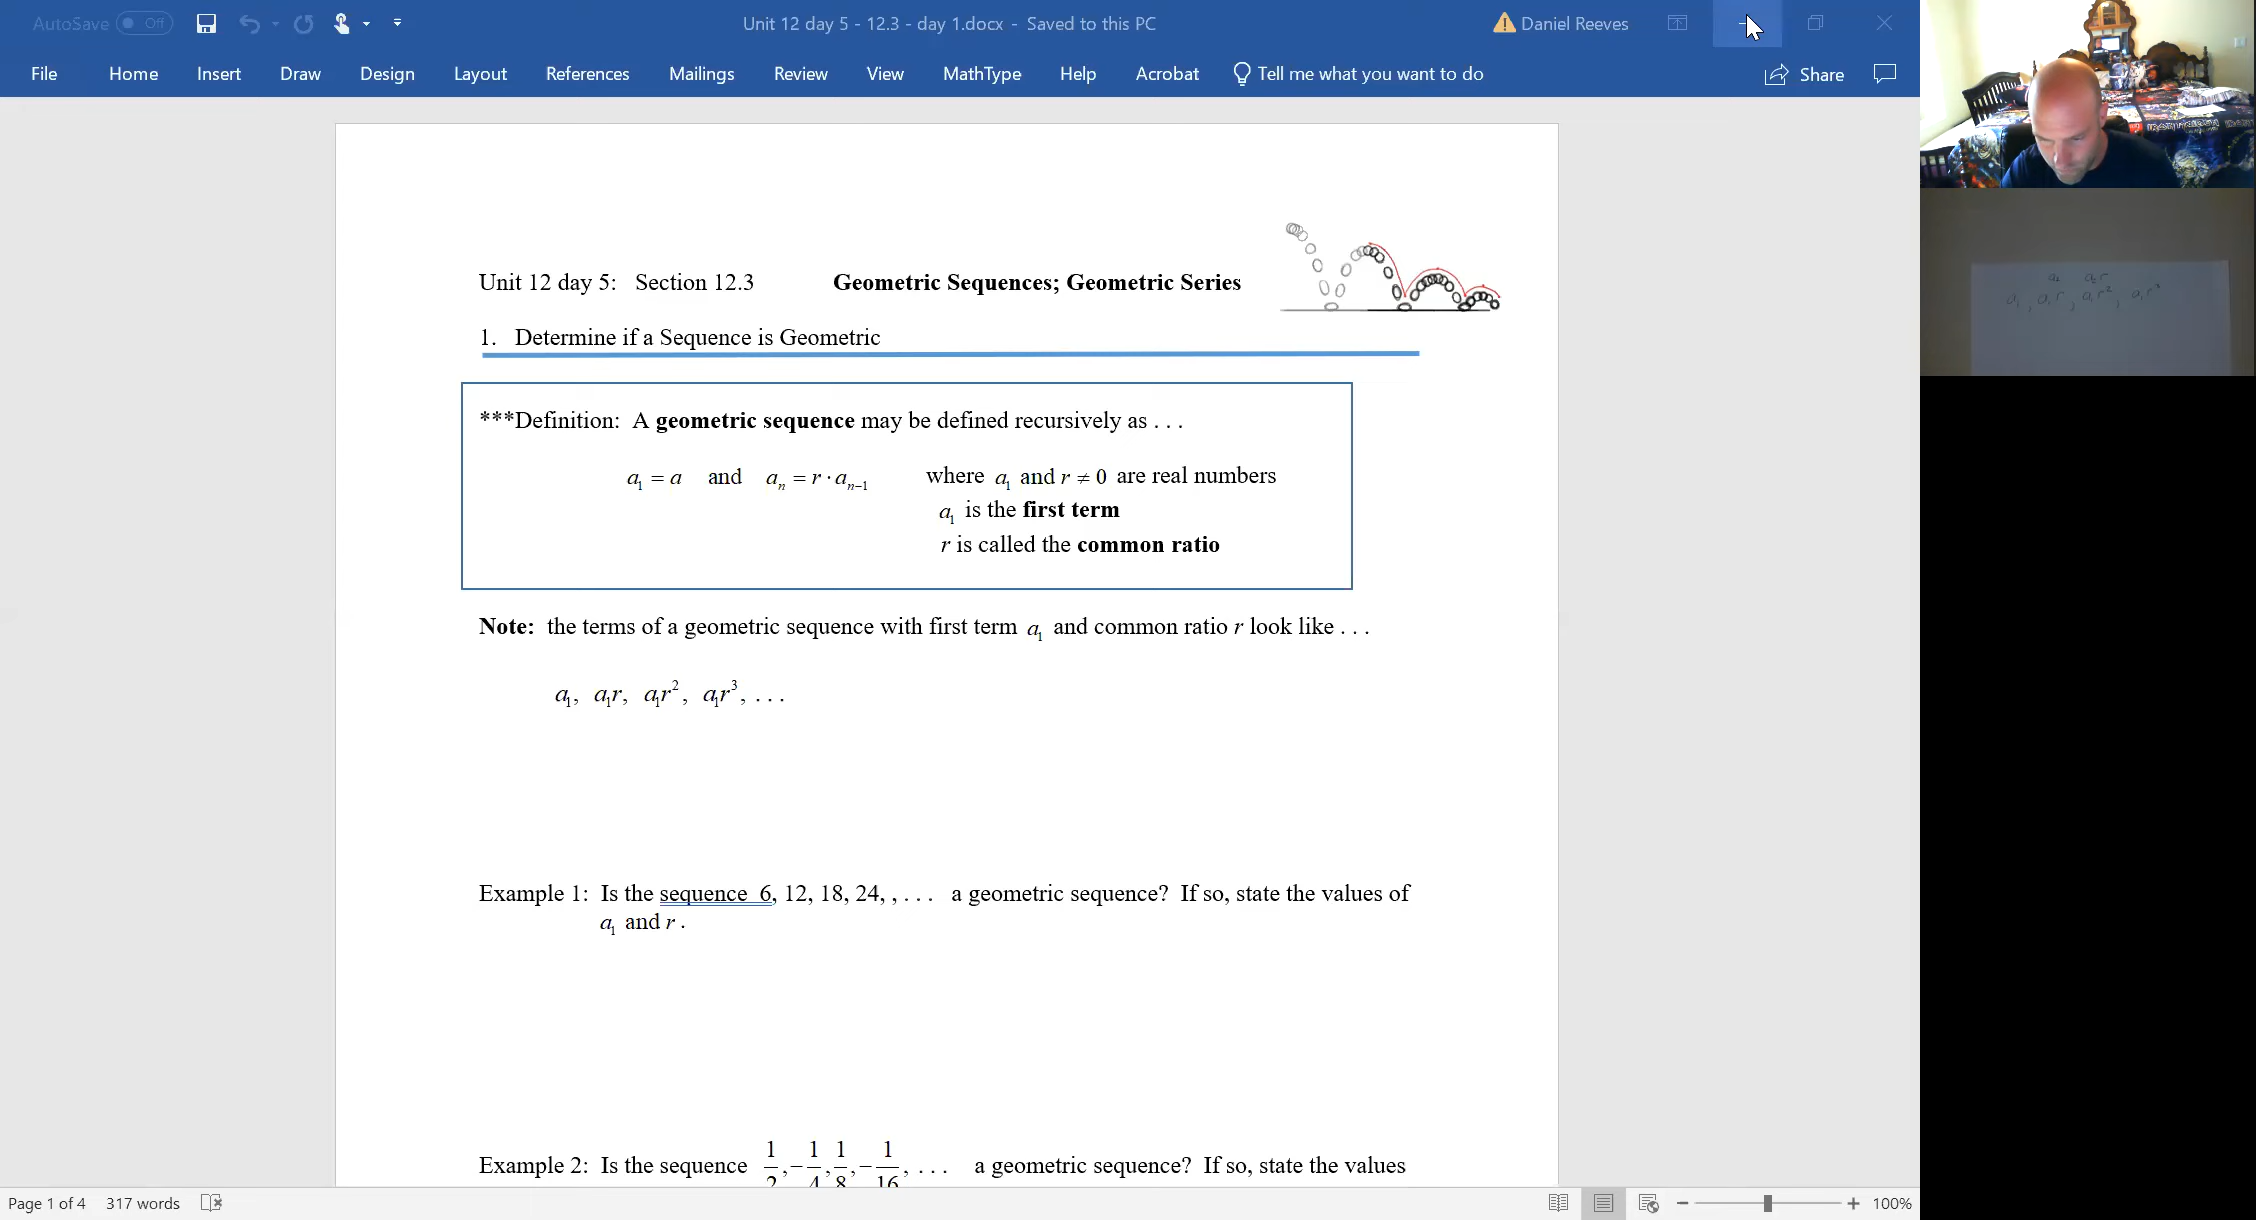 AutoSave Off
Unit 12 day 5 - 12.3 - day 1.docx - Saved to this PC
Daniel Reeves
File Home Insert Draw Design Layout References Mailings Review View MathType Help Acrobat Tell me what you want to do Share
Unit 12 day 5: Section 12.3 Geometric Sequences; Geometric Series
1. Determine if a Sequence is Geometric
***Definition: A geometric sequence may be defined recursively as . . .
a₁ = a and aₙ = r · aₙ₋₁ where a₁ and r ≠ 0 are real numbers
a₁ is the first term
r is called the common ratio
Note: the terms of a geometric sequence with first term a₁ and common ratio r look like . . .
a₁, a₁r, a₁r², a₁r³, . . .
Example 1: Is the sequence 6, 12, 18, 24, , . . . a geometric sequence? If so, state the values of
a₁ and r .
Example 2: Is the sequence 1/2, -1/4, 1/8, -1/16, . . . a geometric sequence? If so, state the values
Page 1 of 4 317 words 100%
a₂ a₂r
a₁, a₁r, a₁r², a₁r³